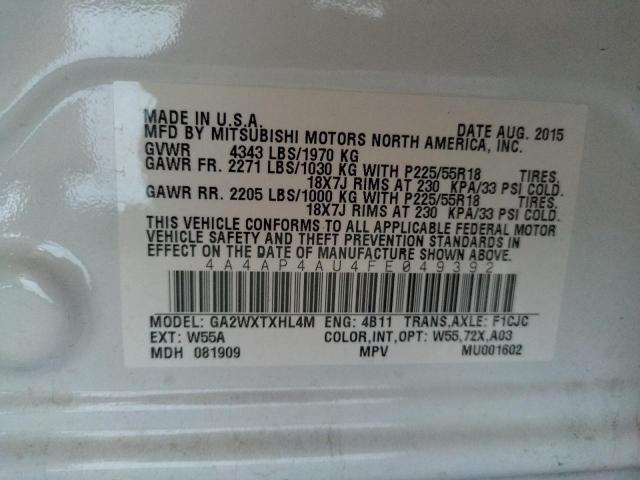 MADE IN U.S.A. DATE AUG. 2015
MFD BY MITSUBISHI MOTORS NORTH AMERICA, INC.
GVWR 4343 LBS/1970 KG
GAWR FR. 2271 LBS/1030 KG WITH P225/55R18 TIRES.
18X7J RIMS AT 230 KPA/33 PSI COLD.
GAWR RR. 2205 LBS/1000 KG WITH P225/55R18 TIRES.
18X7J RIMS AT 230 KPA/33 PSI COLD.
THIS VEHICLE CONFORMS TO ALL APPLICABLE FEDERAL MOTOR
VEHICLE SAFETY AND THEFT PREVENTION STANDARDS IN
EFFECT ON THE DATE OF MANUFACTURE SHOWN ABOVE.
4A4AP4AU4FE049392
MODEL: GA2WXTXHL4M ENG: 4B11 TRANS,AXLE: F1CJC
EXT: W55A COLOR,INT,OPT: W55,72X,A03
MDH 081909 MPV MU001602